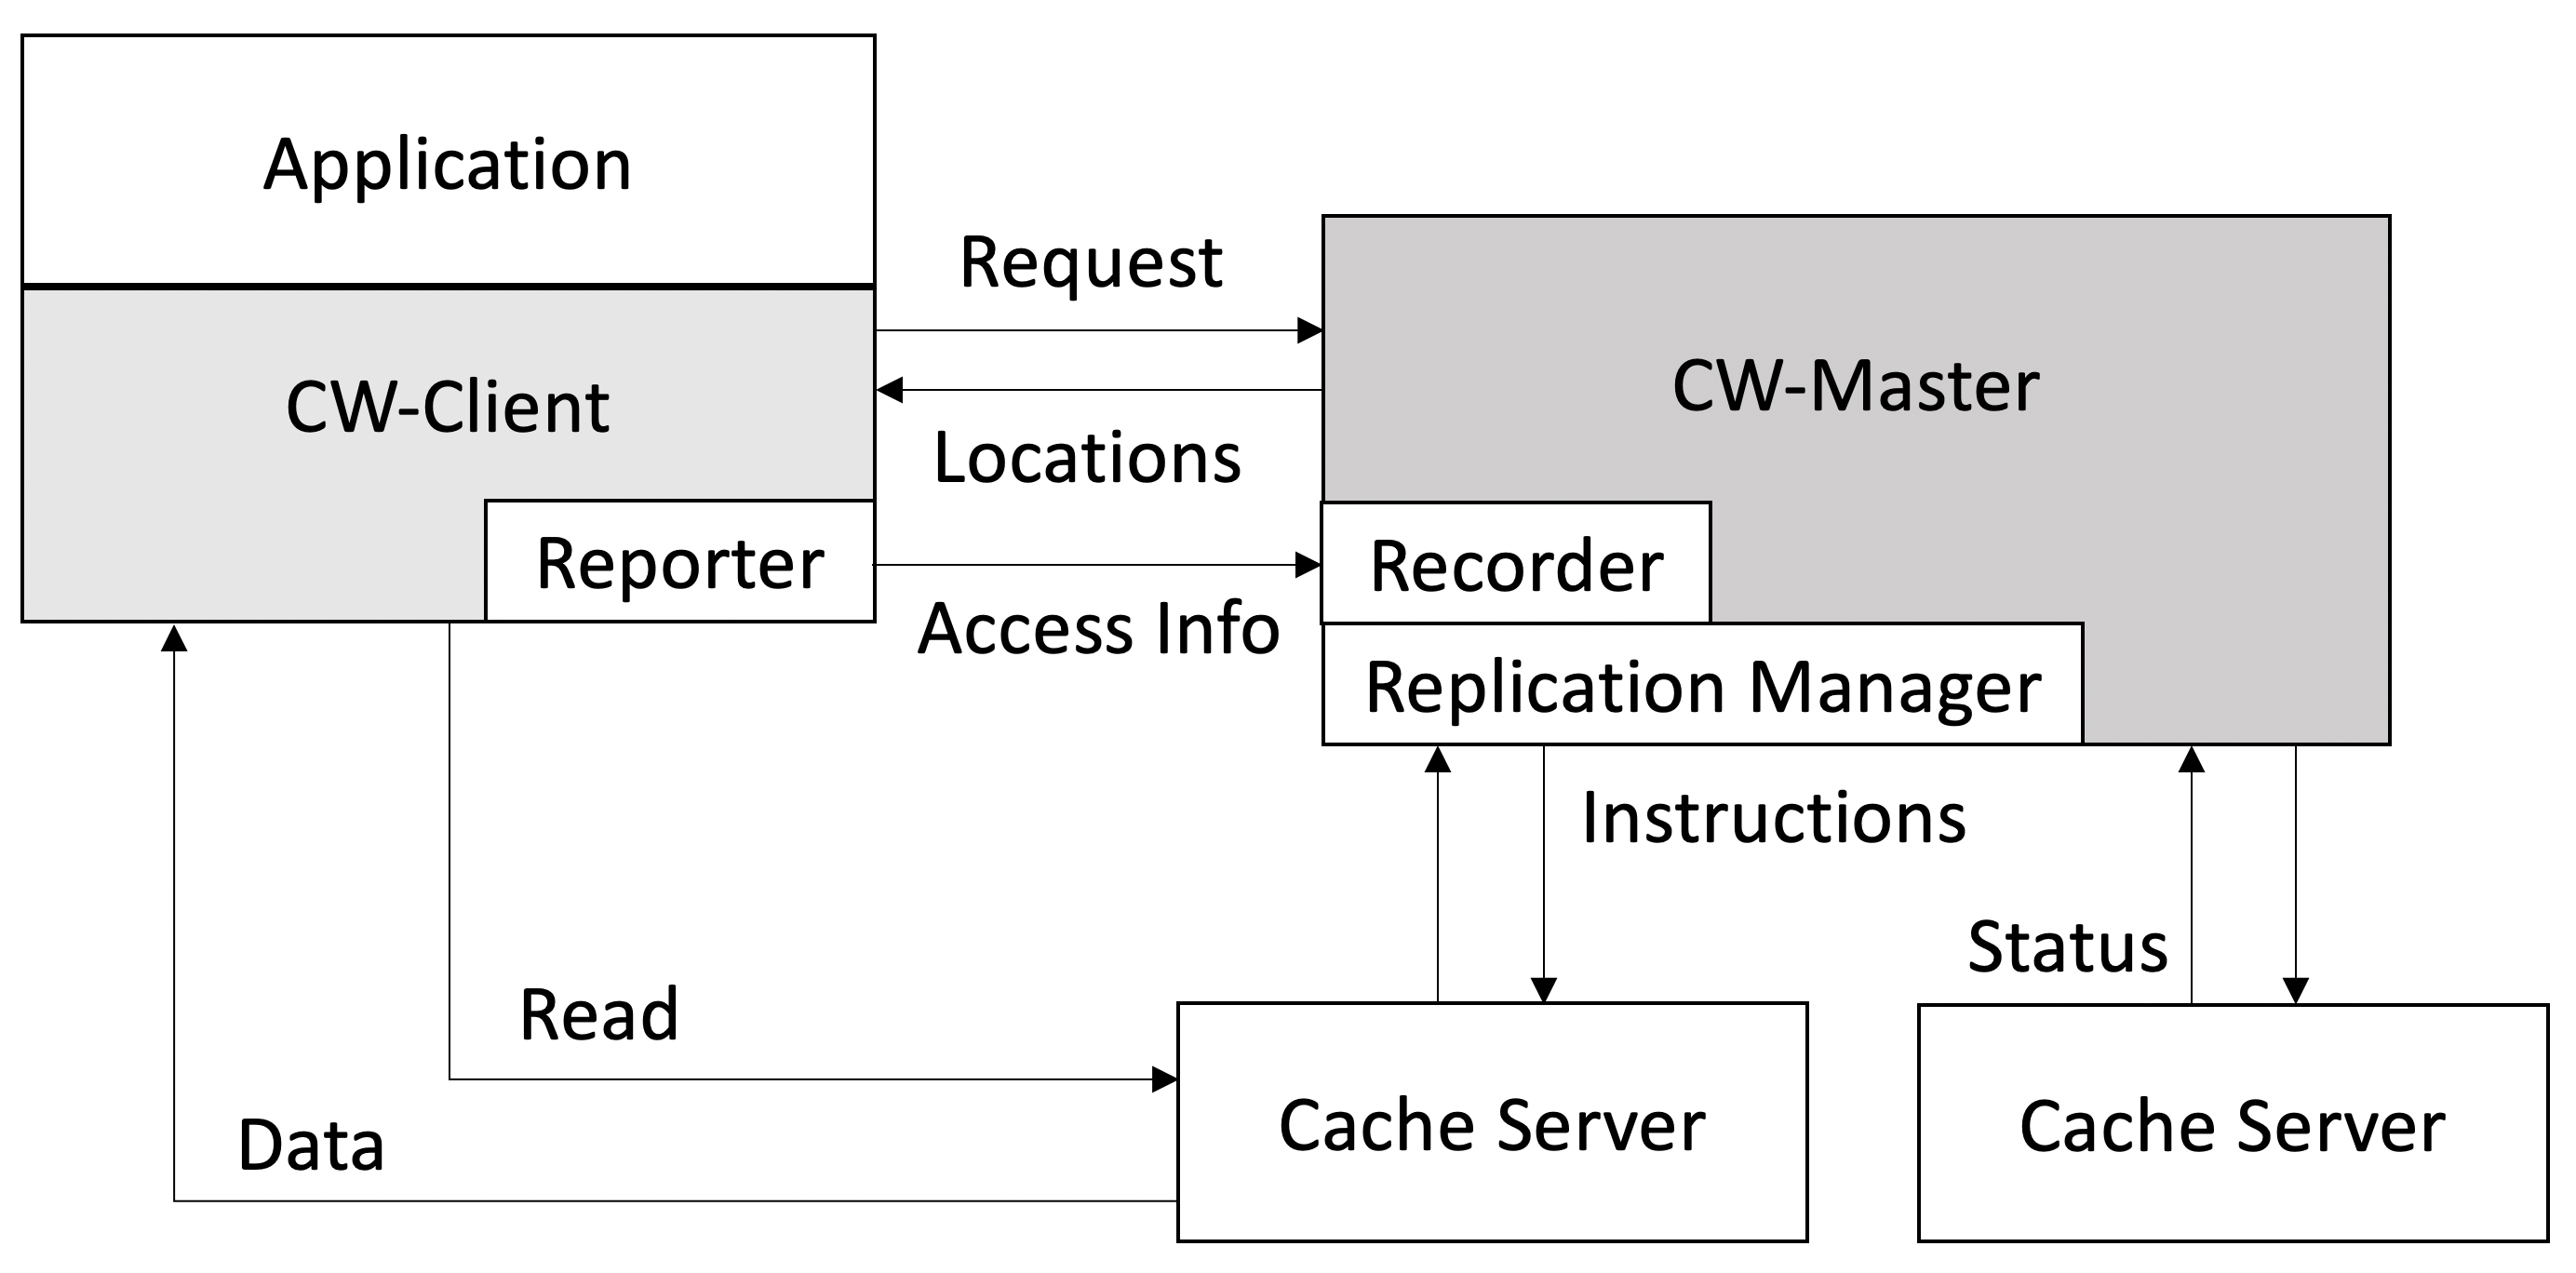 Application
CW-Client
Reporter
Request
Locations
Access Info
CW-Master
Recorder
Replication Manager
Instructions
Status
Read
Data
Cache Server
Cache Server